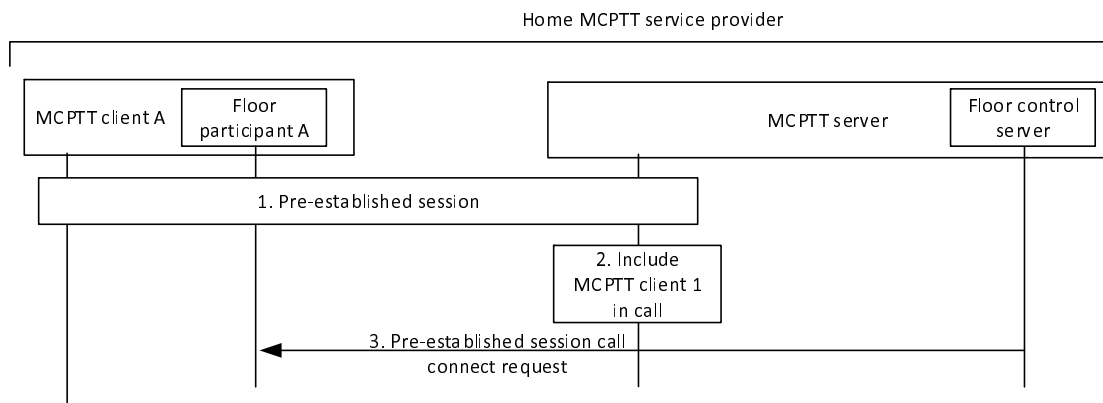 Home MCPTT service provider
MCPTT client A
Floor
participant A
MCPTT server
Floor control
server
1. Pre-established session
2. Include
MCPTT client 1
in call
3. Pre-established session call
connect request